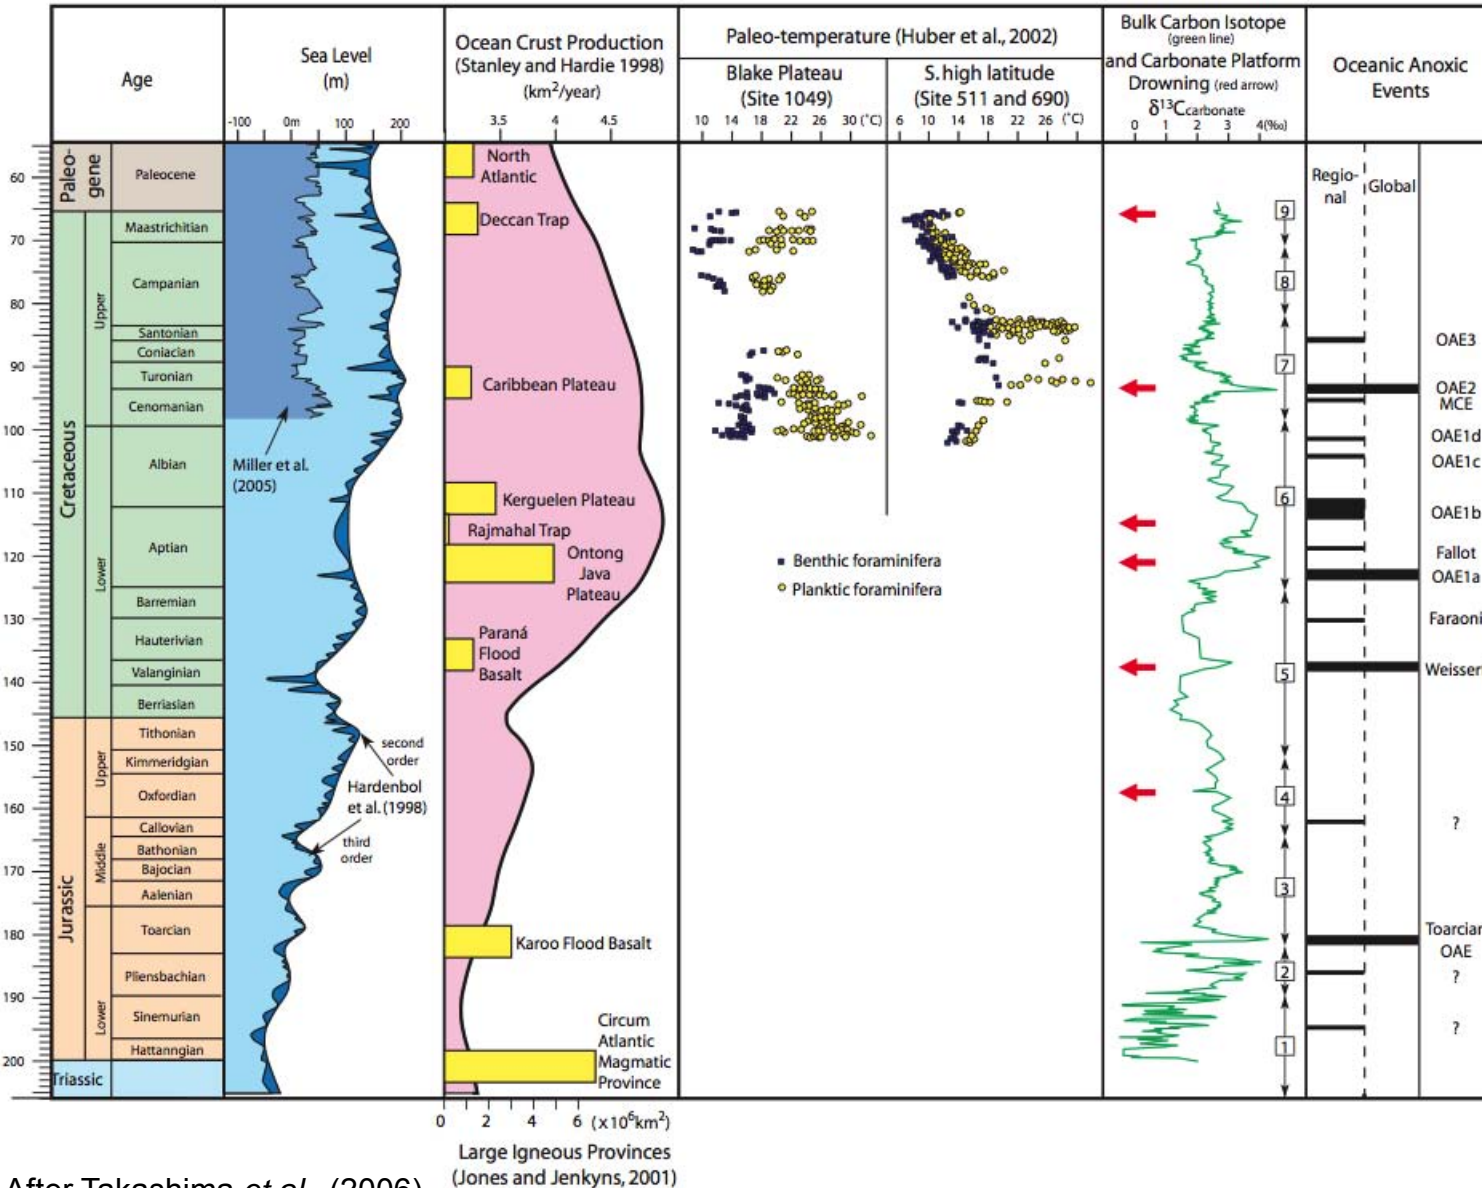 Age
Sea Level
(m)
-100 0m 100 200
Ocean Crust Production
(Stanley and Hardie 1998)
(km²/year)
3.5 4 4.5
Paleo-temperature (Huber et al., 2002)
Blake Plateau
(Site 1049)
10 14 18 22 26 30 (°C)
S. high latitude
(Site 511 and 690)
6 10 14 18 22 26 (°C)
Bulk Carbon Isotope
(green line)
and Carbonate Platform
Drowning (red arrow)
δ¹³Ccarbonate
0 1 2 3 4(‰)
Oceanic Anoxic
Events
Regio-
nal
Global
60
70
80
90
100
110
120
130
140
150
160
170
180
190
200
Paleo-
gene
Cretaceous
Jurassic
Triassic
Upper
Lower
Upper
Middle
Lower
Paleocene
Maastrichitian
Campanian
Santonian
Coniacian
Turonian
Cenomanian
Albian
Aptian
Barremian
Hauterivian
Valanginian
Berriasian
Tithonian
Kimmeridgian
Oxfordian
Callovian
Bathonian
Bajocian
Aalenian
Toarcian
Pliensbachian
Sinemurian
Hattanngian
Miller et al.
(2005)
second
order
Hardenbol
et al. (1998)
third
order
North
Atlantic
Deccan Trap
Caribbean Plateau
Kerguelen Plateau
Rajmahal Trap
Ontong
Java
Plateau
Paraná
Flood
Basalt
Karoo Flood Basalt
Circum
Atlantic
Magmatic
Province
0 2 4 6 (x10⁶km²)
Large Igneous Provinces
(Jones and Jenkyns, 2001)
Benthic foraminifera
Planktic foraminifera
9
8
7
6
5
4
3
2
1
OAE3
OAE2
MCE
OAE1d
OAE1c
OAE1b
Fallot
OAE1a
Faraoni
Weissert
?
Toarcian
OAE
?
?
After Takashima et al., (2006)